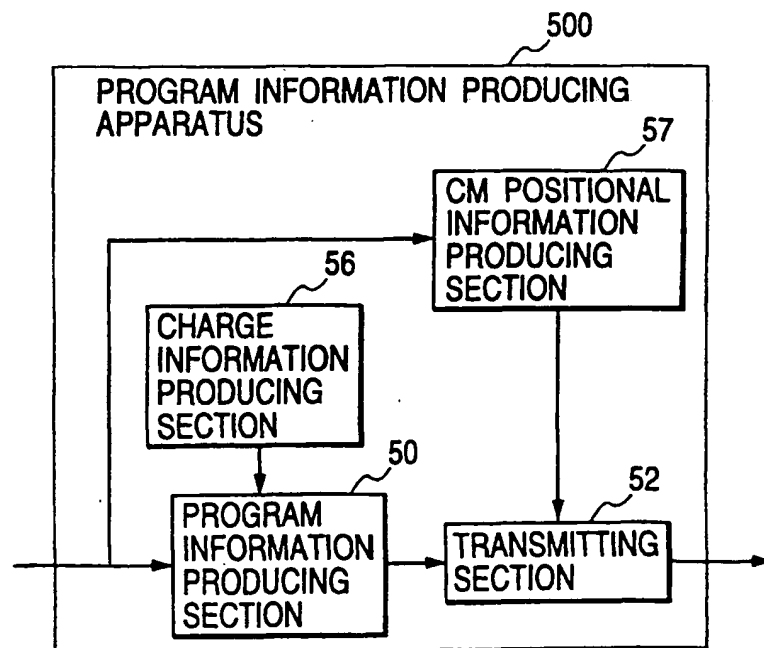 500
PROGRAM INFORMATION PRODUCING
APPARATUS
57
CM POSITIONAL
INFORMATION
PRODUCING
SECTION
56
CHARGE
INFORMATION
PRODUCING
SECTION
50
PROGRAM
INFORMATION
PRODUCING
SECTION
52
TRANSMITTING
SECTION